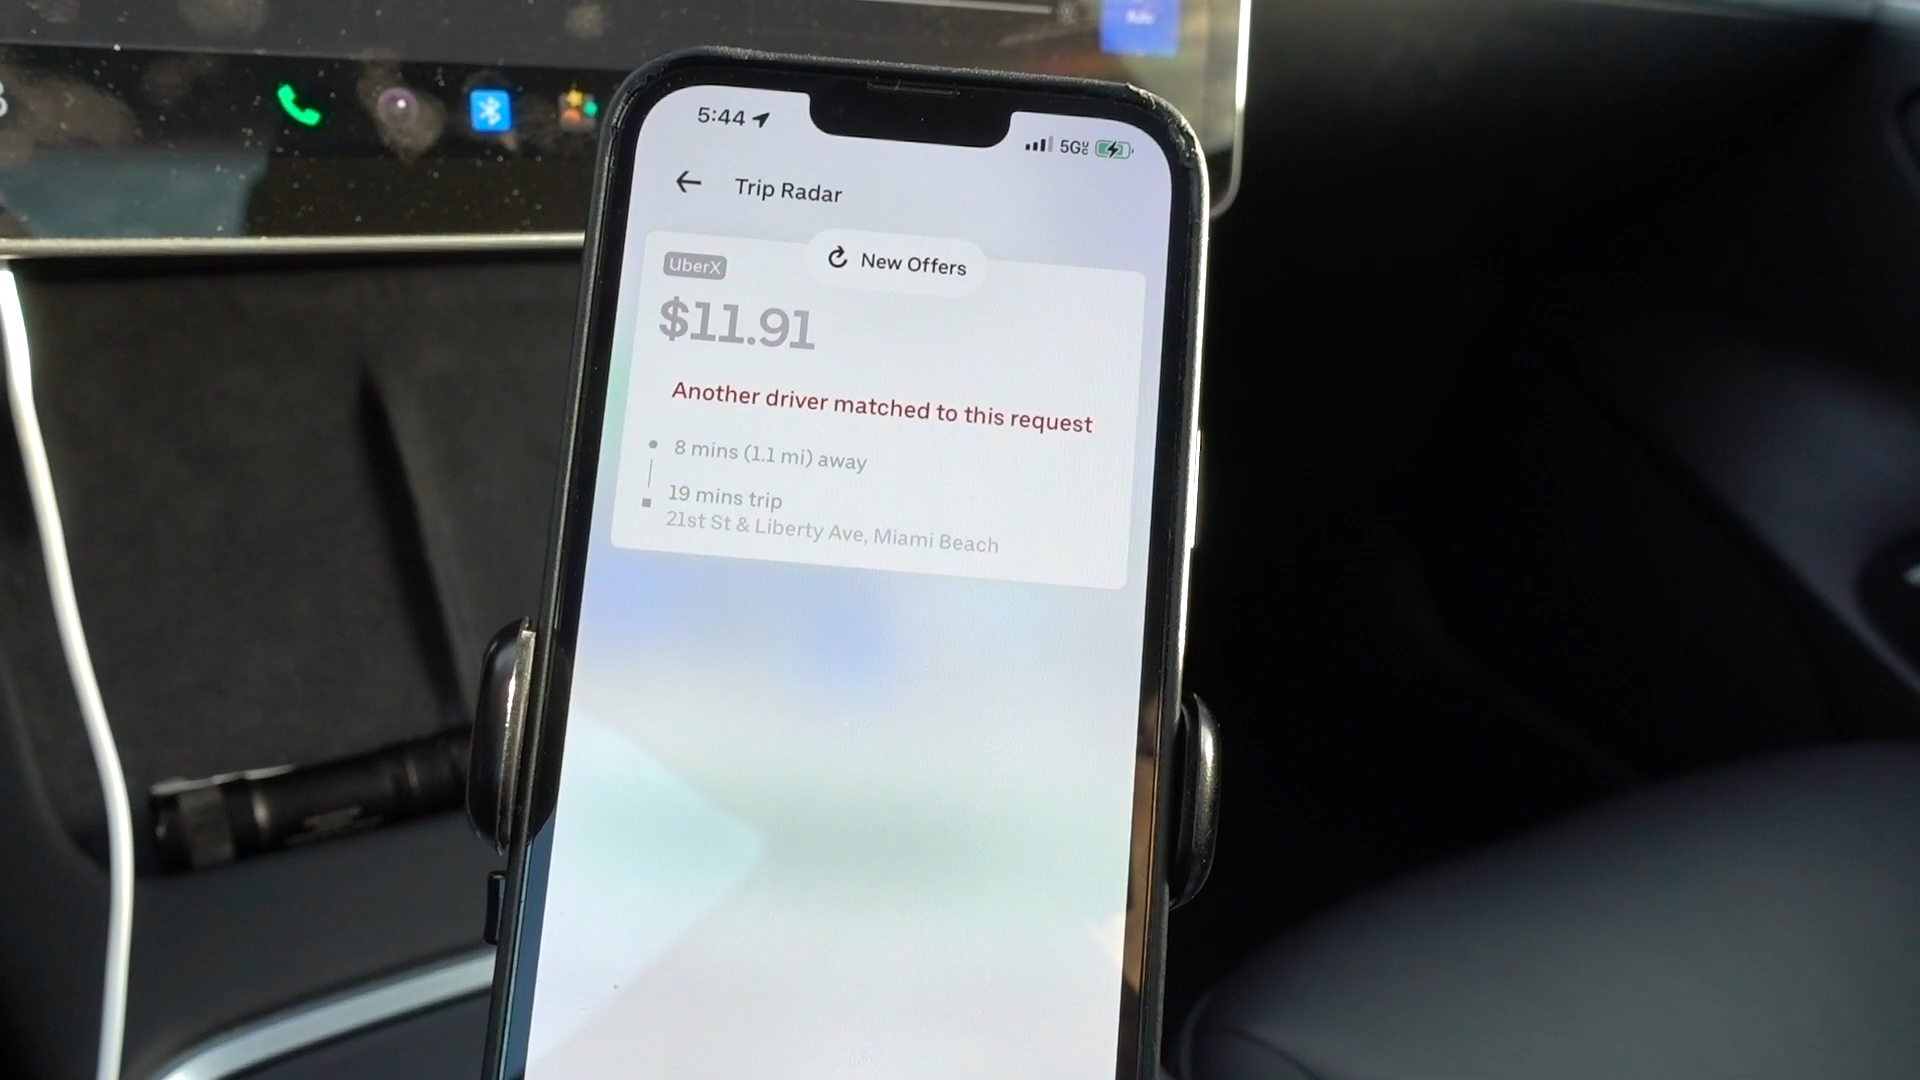 5:44
5G
Trip Radar
New Offers
UberX
$11.91
Another driver matched to this request
8 mins (1.1 mi) away
19 mins trip
21st St & Liberty Ave, Miami Beach